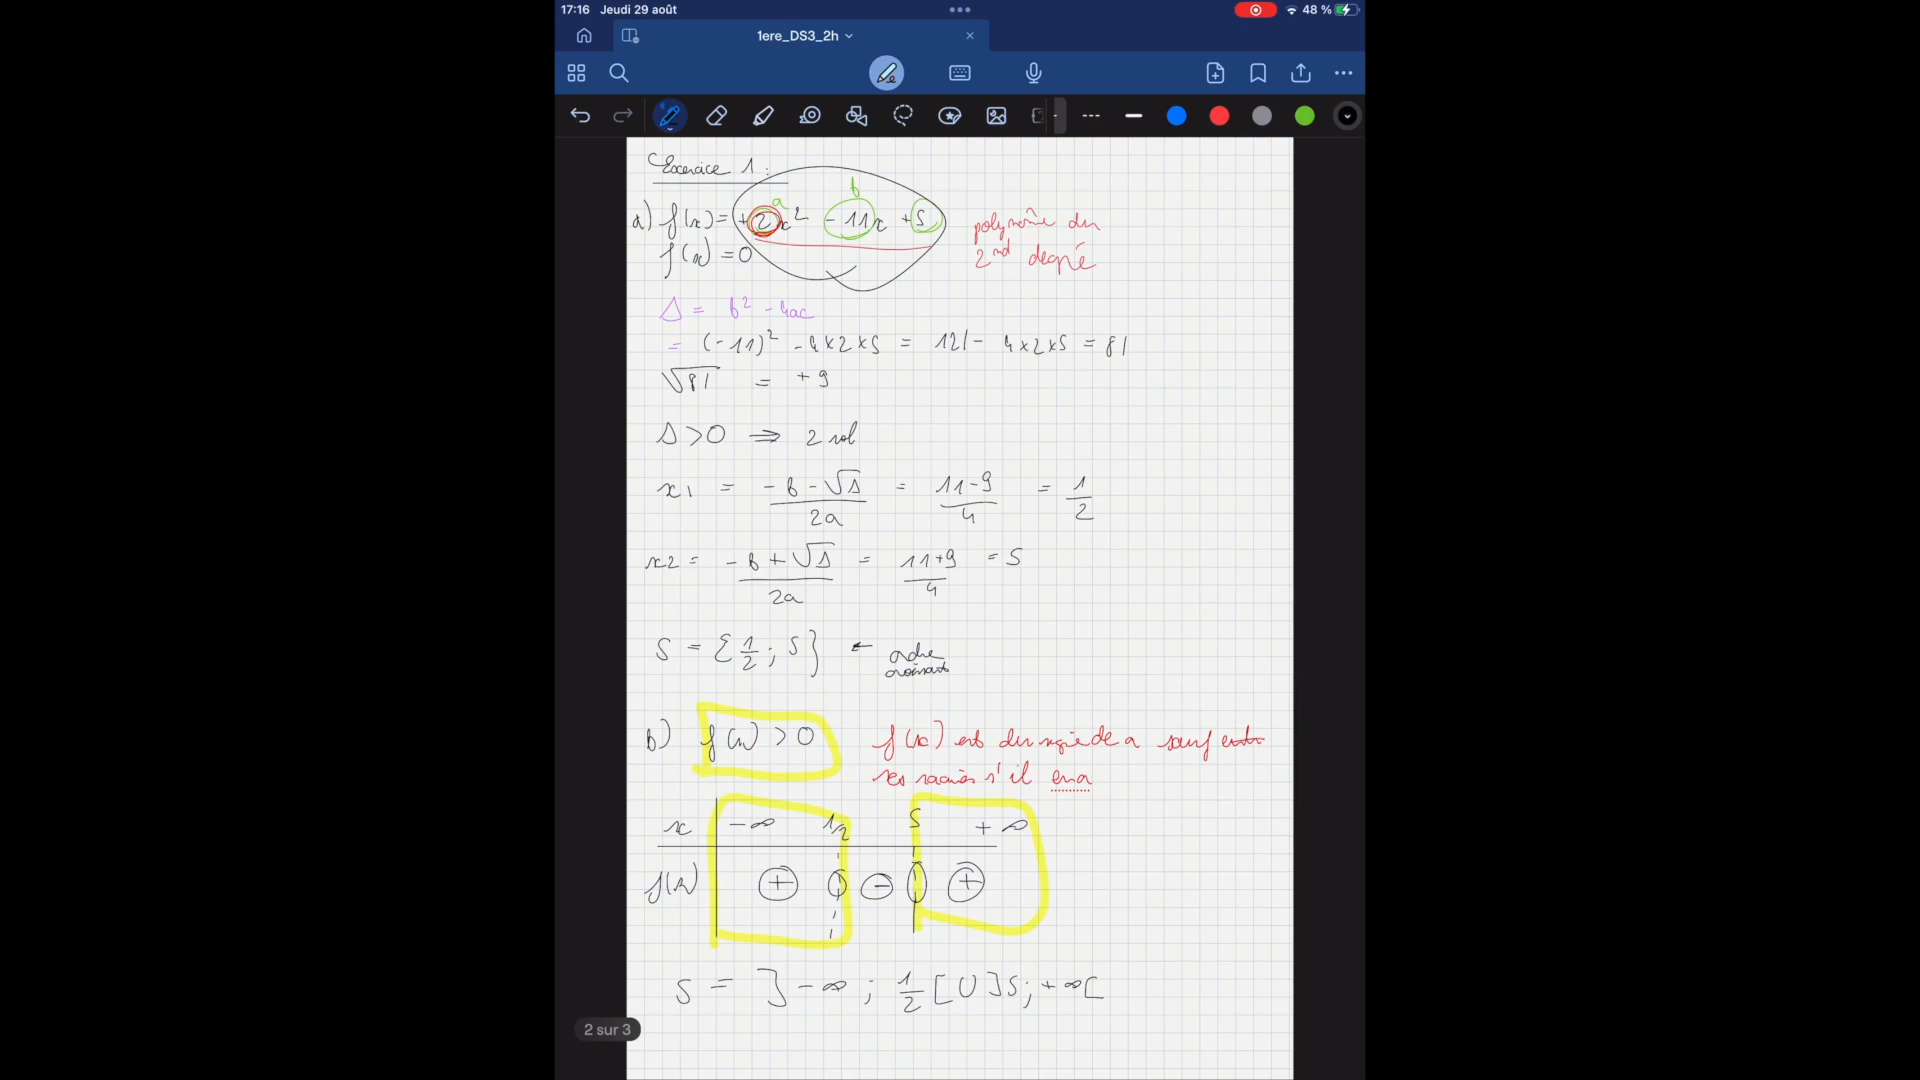 17:16 Jeudi 29 août
48 %
1ere_DS3_2h
Exercice 1 :
a b
a) f(x) = +2x² - 11x + 5
polynôme du
2nd degré
f(x) = 0
Δ = b² - 4ac
= (-11)² - 4×2×5 = 121 - 4×2×5 = 81
√81 = +9
Δ > 0 ⇒ 2 sol
x1 = (-b - √Δ)/2a = (11-9)/4 = 1/2
x2 = (-b + √Δ)/2a = (11+9)/4 = 5
S = {1/2 ; 5} ← ordre
croissant
b) f(x) > 0
f(x) est du signe de a sauf entre
ses racines s'il en a
x -∞ 1/2 5 +∞
f(x) + 0 - 0 +
S = ]-∞ ; 1/2[ U ]5 ; +∞[
2 sur 3